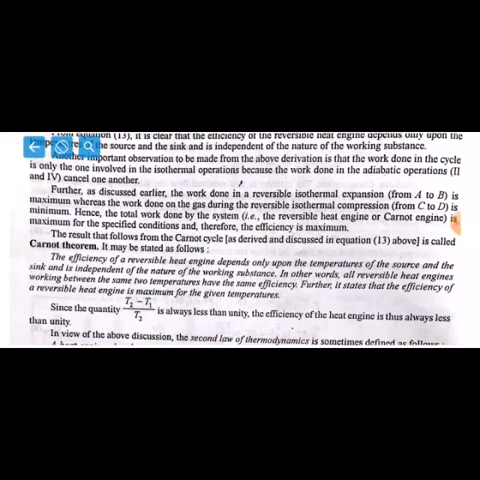 From equation (13), it is clear that the efficiency of the reversible heat engine depends only upon the
the source and the sink and is independent of the nature of the working substance.
Another important observation to be made from the above derivation is that the work done in the cycle
is only the one involved in the isothermal operations because the work done in the adiabatic operations (II
and IV) cancel one another.
Further, as discussed earlier, the work done in a reversible isothermal expansion (from A to B) is
maximum whereas the work done on the gas during the reversible isothermal compression (from C to D) is
minimum. Hence, the total work done by the system (i.e., the reversible heat engine or Carnot engine) is
maximum for the specified conditions and, therefore, the efficiency is maximum.
The result that follows from the Carnot cycle [as derived and discussed in equation (13) above] is called
Carnot theorem. It may be stated as follows :
The efficiency of a reversible heat engine depends only upon the temperatures of the source and the
sink and is independent of the nature of the working substance. In other words, all reversible heat engines
working between the same two temperatures have the same efficiency. Further, it states that the efficiency of
a reversible heat engine is maximum for the given temperatures.
Since the quantity (T₂ – T₁)/T₂ is always less than unity, the efficiency of the heat engine is thus always less
than unity.
In view of the above discussion, the second law of thermodynamics is sometimes defined as follows :